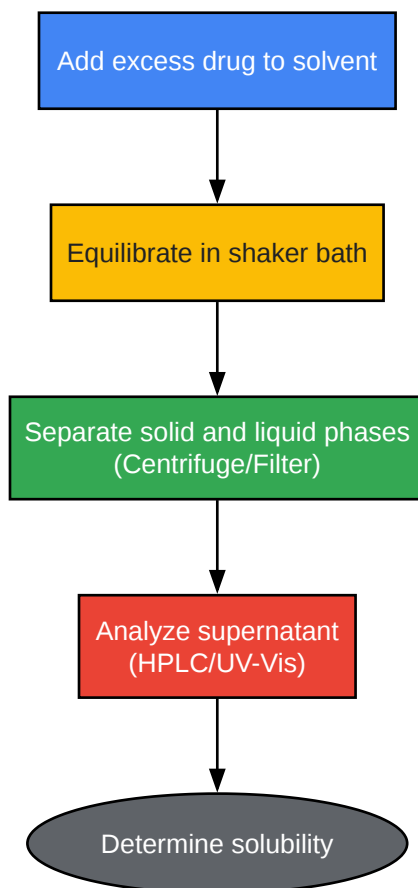 Add excess drug to solvent
Equilibrate in shaker bath
Separate solid and liquid phases
(Centrifuge/Filter)
Analyze supernatant
(HPLC/UV-Vis)
Determine solubility